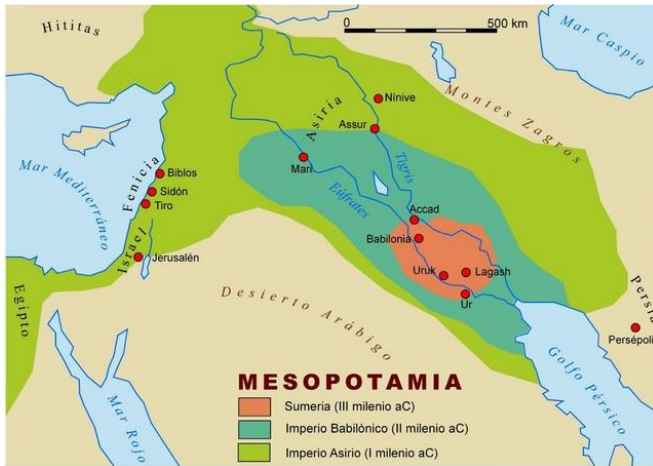 Hititas
0 500 km
Mar Caspio
Montes Zagros
Nínive
Asiria
Assur
Tigris
Mari
Éufrates
Mar Mediterráneo
Fenicia
Biblos
Sidón
Tiro
Accad
Babilonia
Israel
Jerusalén
Uruk
Lagash
Ur
Egipto
Desierto Arábigo
Persia
Persépoli
Golfo Pérsico
Mar Rojo
MESOPOTAMIA
Sumeria (III milenio aC)
Imperio Babilónico (II milenio aC)
Imperio Asirio (I milenio aC)